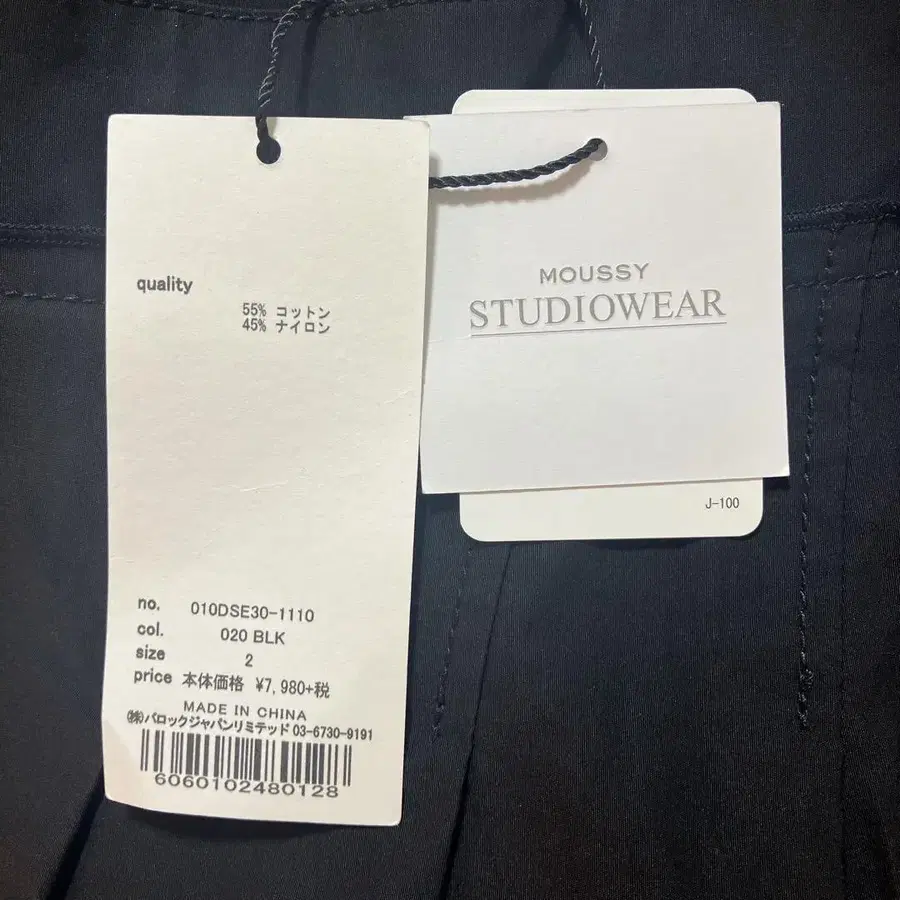 quality
55% コットン
45% ナイロン
no. 010DSE30-1110
col. 020 BLK
size 2
price 本体価格 ¥7,980+税
MADE IN CHINA
㈱バロックジャパンリミテッド 03-6730-9191
6060102480128
MOUSSY
STUDIOWEAR
J-100